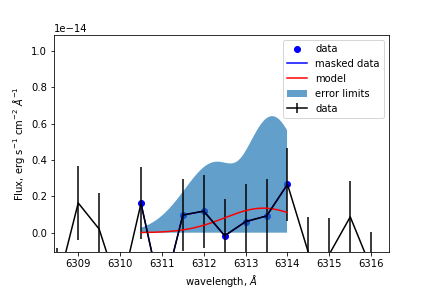 1e−14
data
masked data
model
error limits
data
1.0
0.8
0.6
0.4
0.2
0.0
Flux, erg s⁻¹ cm⁻² Å⁻¹
6309 6310 6311 6312 6313 6314 6315 6316
wavelength, Å